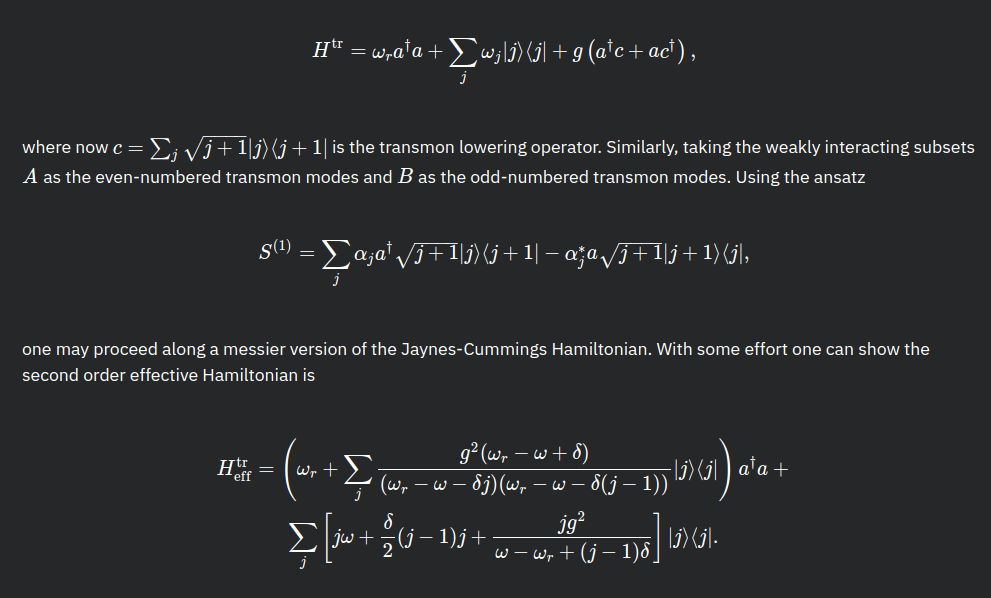 $H^{\text{tr}} = \omega_r a^\dagger a + \sum_j \omega_j |j\rangle\langle j| + g\left(a^\dagger c + a c^\dagger\right),$
where now $c = \sum_j \sqrt{j+1}|j\rangle\langle j+1|$ is the transmon lowering operator. Similarly, taking the weakly interacting subsets
$A$ as the even-numbered transmon modes and $B$ as the odd-numbered transmon modes. Using the ansatz
$S^{(1)} = \sum_j \alpha_j a^\dagger \sqrt{j+1}|j\rangle\langle j+1| - \alpha_j^* a \sqrt{j+1}|j+1\rangle\langle j|,$
one may proceed along a messier version of the Jaynes-Cummings Hamiltonian. With some effort one can show the
second order effective Hamiltonian is
$H_{\text{eff}}^{\text{tr}} = \left(\omega_r + \sum_j \frac{g^2(\omega_r - \omega + \delta)}{(\omega_r - \omega - \delta j)(\omega_r - \omega - \delta(j-1))} |j\rangle\langle j|\right) a^\dagger a +$
$\sum_j \left[j\omega + \frac{\delta}{2}(j-1)j + \frac{jg^2}{\omega - \omega_r + (j-1)\delta}\right] |j\rangle\langle j|.$